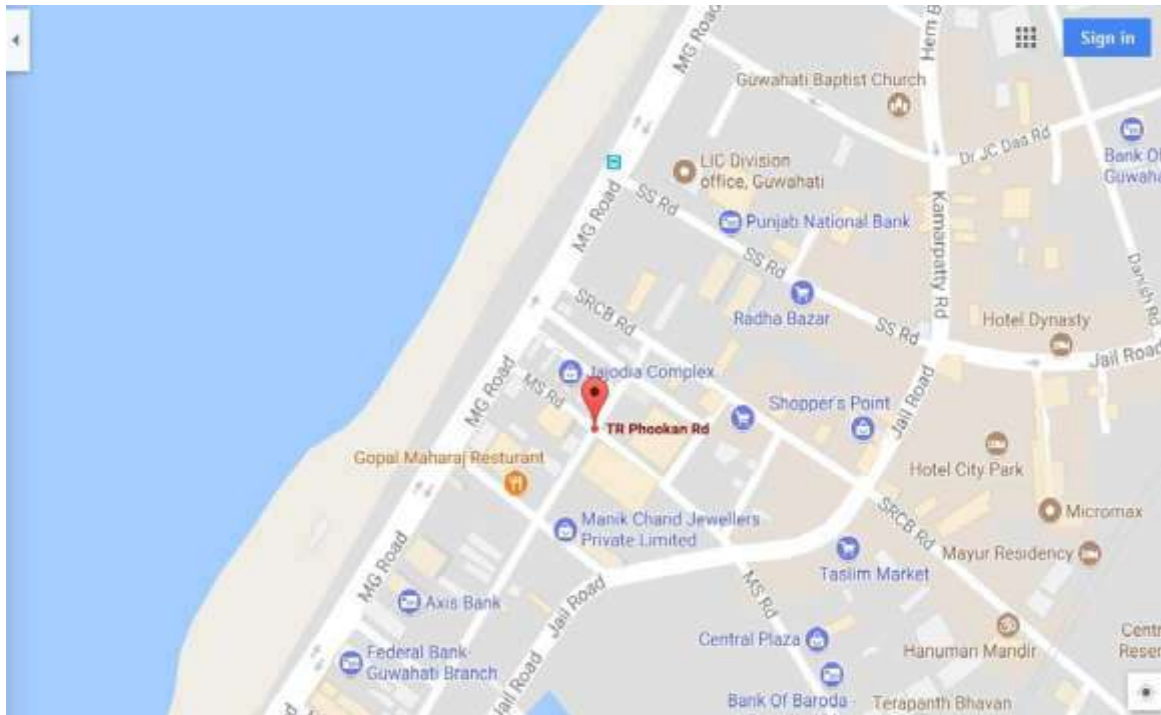 MG Road
Hem B
Sign in
Guwahati Baptist Church
Dr JC Das Rd
Bank Of
Guwaha
LIC Division
office, Guwahati
SS Rd
MG Road
Punjab National Bank
Kamarpatty Rd
SS Rd
Danish Rd
SRCB Rd
Radha Bazar
SS Rd
Hotel Dynasty
Jail Road
MG Road
MS Rd
Jajodia Complex
Shopper's Point
Jail Road
TR Phookan Rd
Gopal Maharaj Resturant
Hotel City Park
Manik Chand Jewellers
Private Limited
SRCB Rd
Micromax
MG Road
Mayur Residency
Taslim Market
Axis Bank
Jail Road
MS Rd
Central Plaza
Hanuman Mandir
Centr
Reser
Federal Bank-
Guwahati Branch
Jail Road
Bank Of Baroda -
Terapanth Bhavan